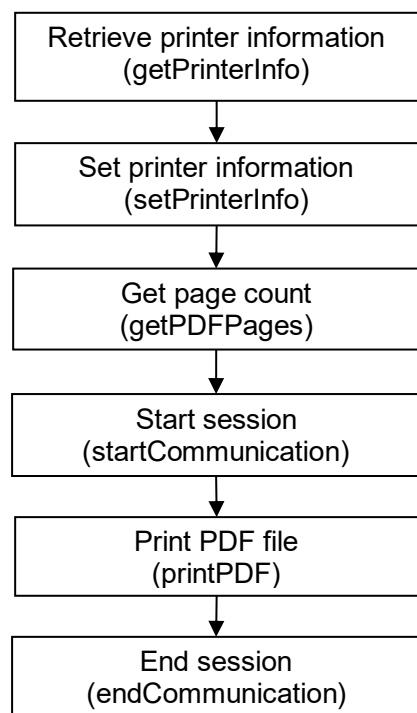 Retrieve printer information
(getPrinterInfo)
Set printer information
(setPrinterInfo)
Get page count
(getPDFPages)
Start session
(startCommunication)
Print PDF file
(printPDF)
End session
(endCommunication)